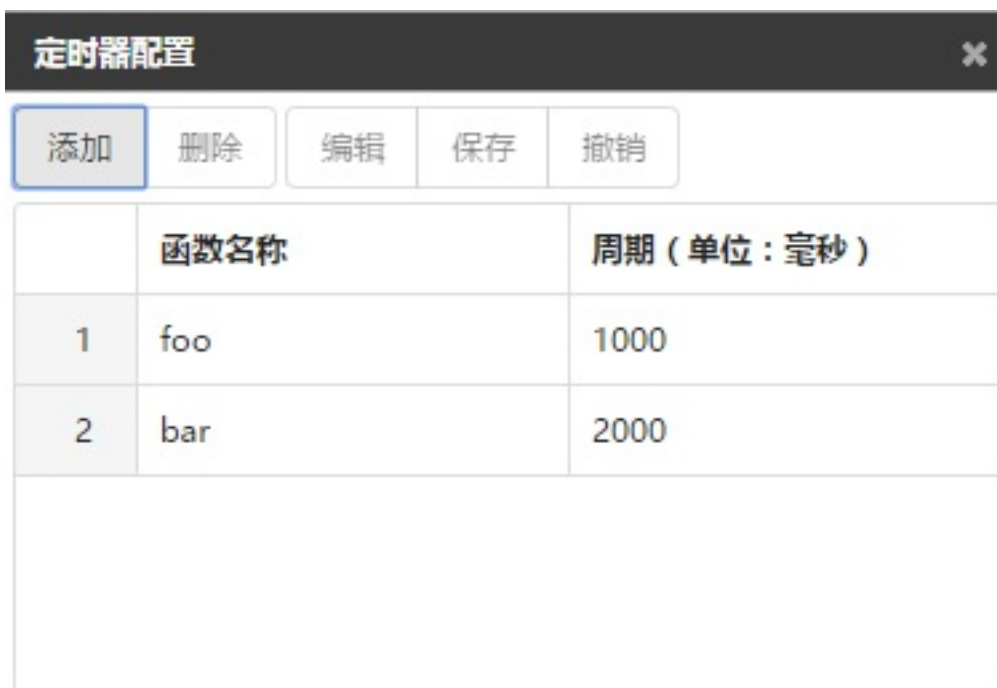 定时器配置
添加 删除 编辑 保存 撤销
函数名称 周期（单位：毫秒）
1 foo 1000
2 bar 2000